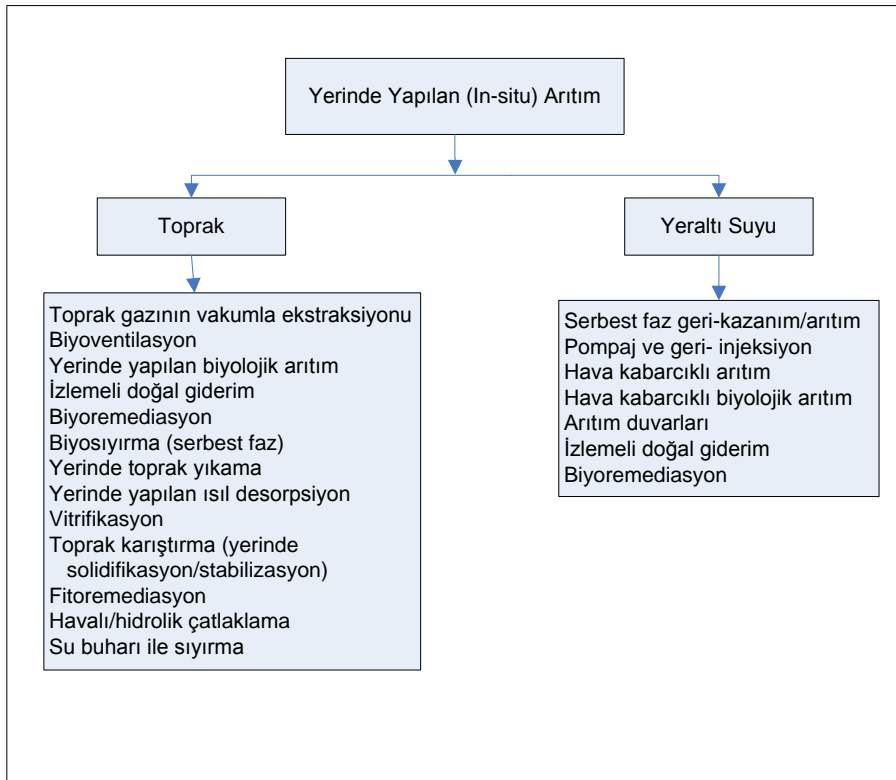 Yerinde Yapılan (In-situ) Arıtım
Toprak
Toprak gazının vakumla ekstraksiyonu
Biyoventilasyon
Yerinde yapılan biyolojik arıtım
İzlemeli doğal giderim
Biyoremediasyon
Biyosıyırma (serbest faz)
Yerinde toprak yıkama
Yerinde yapılan ısıl desorpsiyon
Vitrifikasyon
Toprak karıştırma (yerinde
solidifikasyon/stabilizasyon)
Fitoremediasyon
Havalı/hidrolik çatlaklama
Su buharı ile sıyırma
Yeraltı Suyu
Serbest faz geri-kazanım/arıtım
Pompaj ve geri- injeksiyon
Hava kabarcıklı arıtım
Hava kabarcıklı biyolojik arıtım
Arıtım duvarları
İzlemeli doğal giderim
Biyoremediasyon